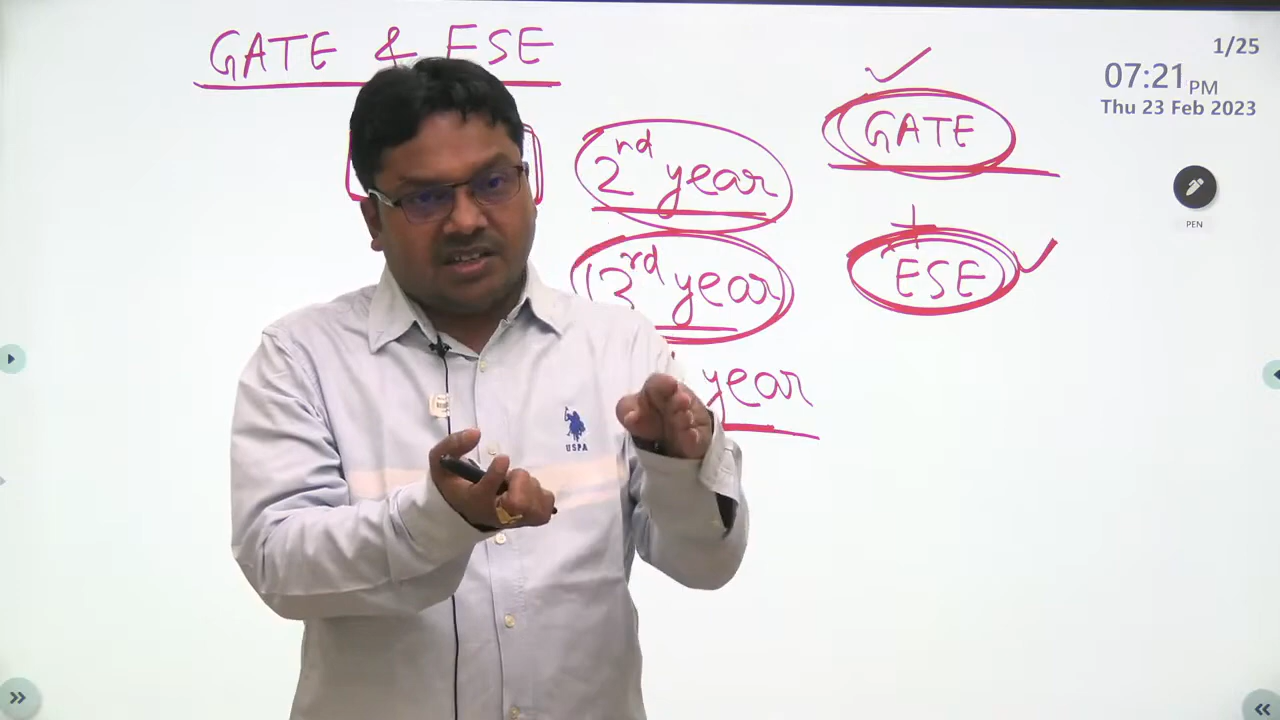 GATE & ESE
2nd year
3rd year
year
GATE
+
ESE
1/25
07:21 PM
Thu 23 Feb 2023
PEN
USPA